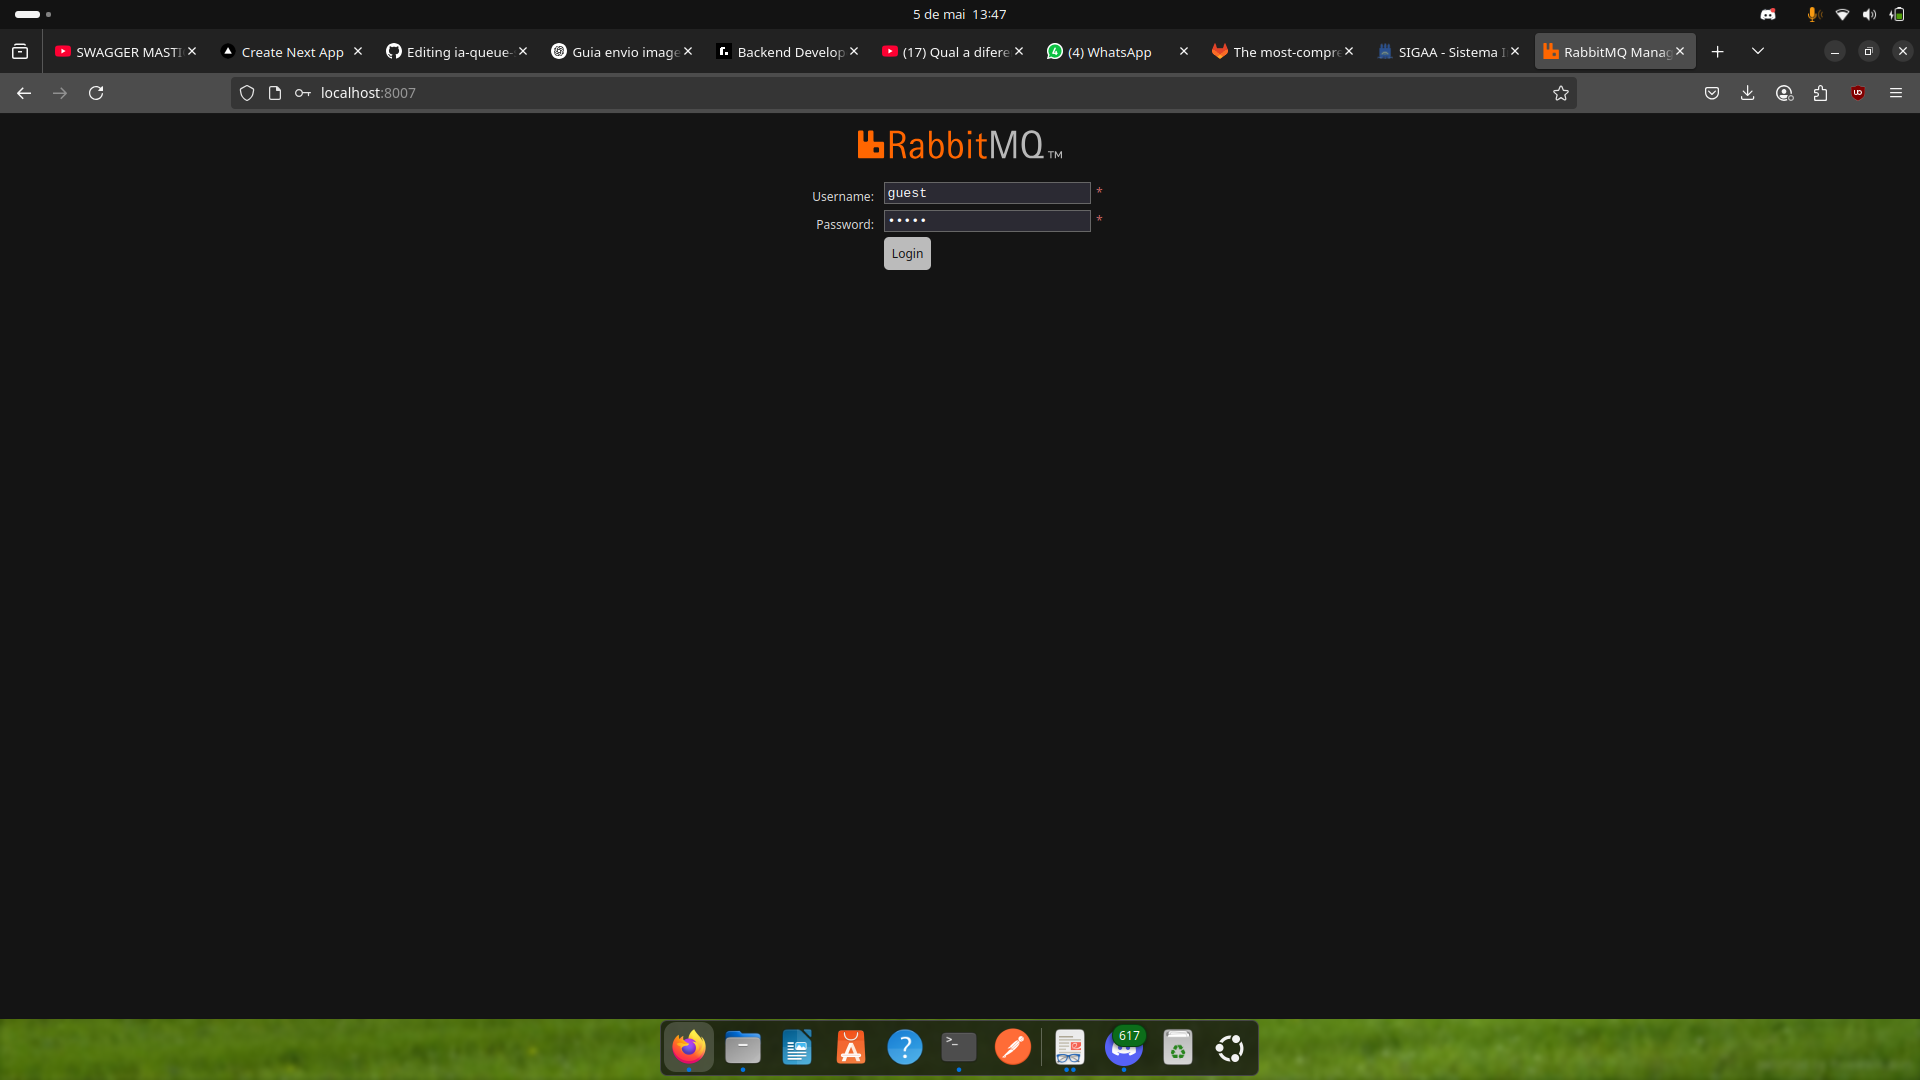 5 de mai 13:47
SWAGGER MASTI
Create Next App
Editing ia-queue-
Guia envio image
Backend Develop
(17) Qual a difere
(4) WhatsApp
The most-compre
SIGAA - Sistema I
RabbitMQ Manag
localhost:8007
RabbitMQ TM
Username: guest *
Password: ••••• *
Login
617